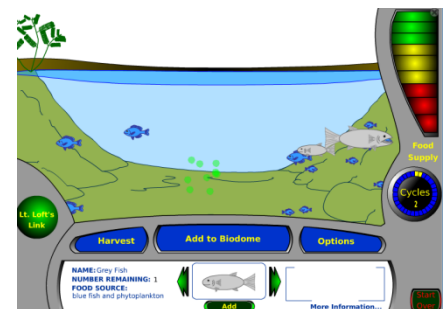 Food
Supply
Cycles
2
Lt. Loft's
Link
Harvest
Add to Biodome
Options
NAME: Grey Fish
NUMBER REMAINING: 1
FOOD SOURCE:
blue fish and phytoplankton
Add
More Information...
Start
Over